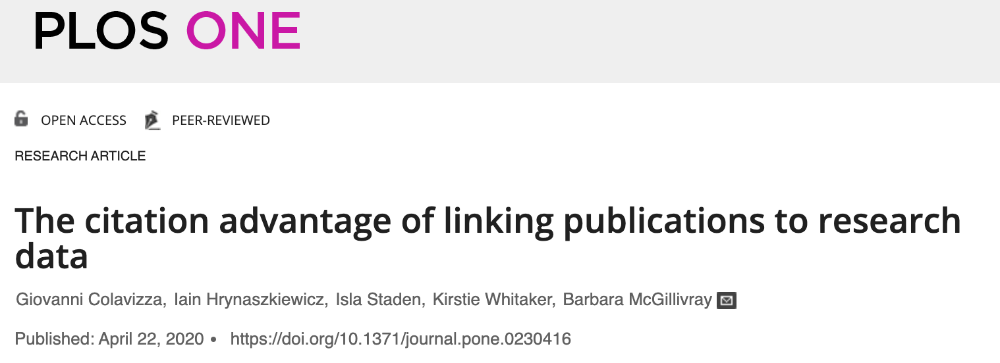 PLOS ONE
OPEN ACCESS PEER-REVIEWED
RESEARCH ARTICLE
The citation advantage of linking publications to research
data
Giovanni Colavizza, Iain Hrynaszkiewicz, Isla Staden, Kirstie Whitaker, Barbara McGillivray
Published: April 22, 2020 • https://doi.org/10.1371/journal.pone.0230416